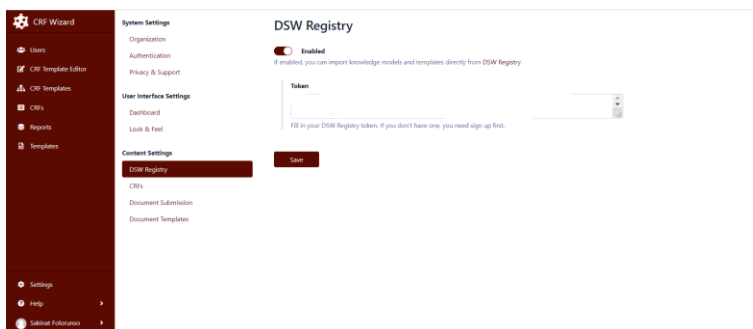 CRF Wizard
Users
CRF Template Editor
CRF Templates
CRFs
Reports
Templates
Settings
Help
Sakinat Folorunso
System Settings
Organization
Authentication
Privacy & Support
User Interface Settings
Dashboard
Look & Feel
Content Settings
DSW Registry
CRFs
Document Submission
Document Templates
DSW Registry
Enabled
If enabled, you can import knowledge models and templates directly from DSW Registry.
Token
Fill in your DSW Registry token. If you don't have one, you need sign up first.
Save